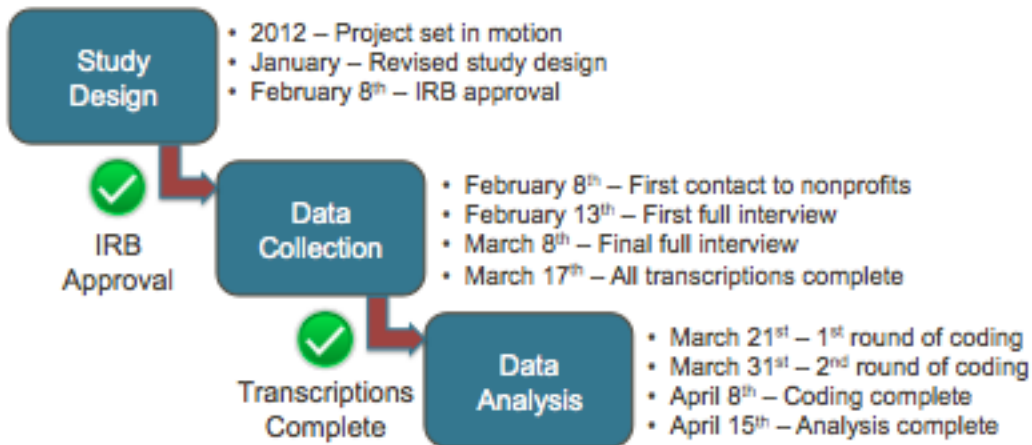 Study
Design
• 2012 – Project set in motion
• January – Revised study design
• February 8th – IRB approval
IRB
Approval
Data
Collection
• February 8th – First contact to nonprofits
• February 13th – First full interview
• March 8th – Final full interview
• March 17th – All transcriptions complete
Transcriptions
Complete
Data
Analysis
• March 21st – 1st round of coding
• March 31st – 2nd round of coding
• April 8th – Coding complete
• April 15th – Analysis complete